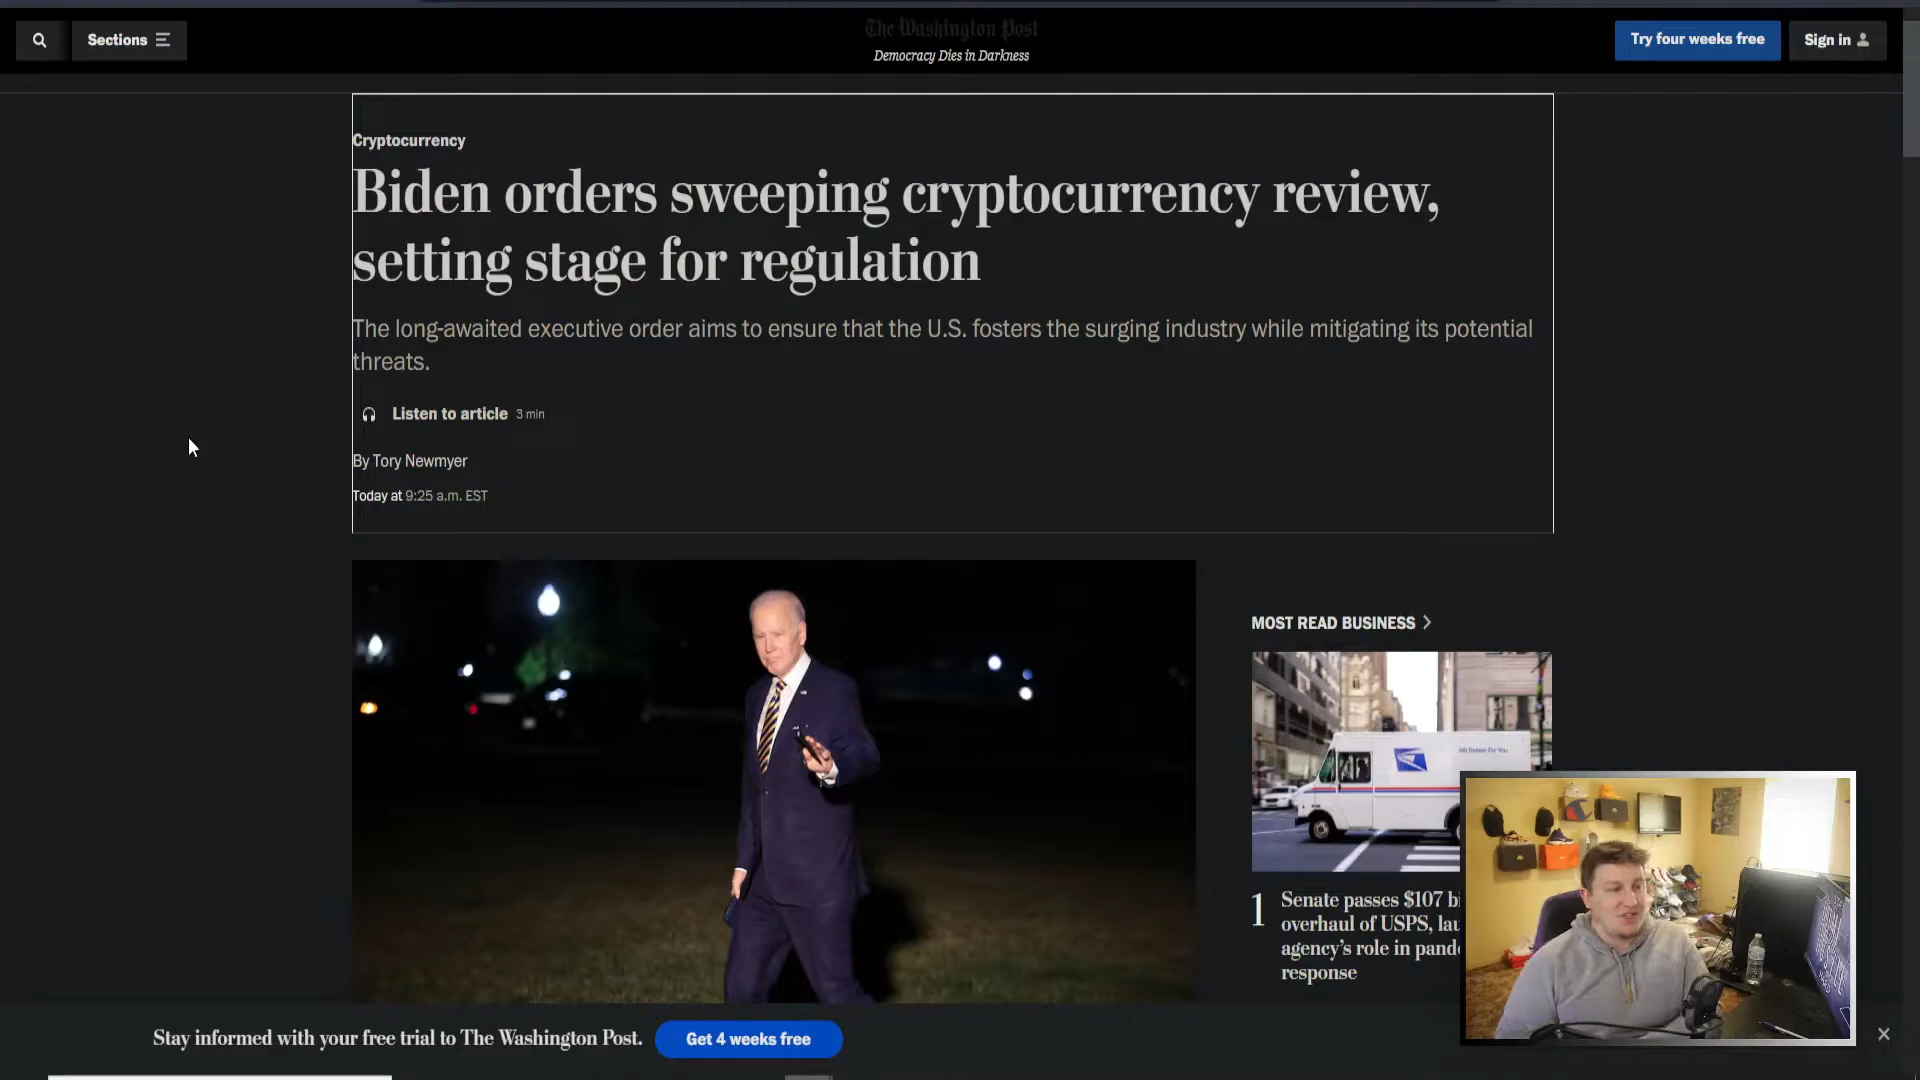 Sections
The Washington Post
Democracy Dies in Darkness
Try four weeks free
Sign in
Cryptocurrency
Biden orders sweeping cryptocurrency review,
setting stage for regulation
The long-awaited executive order aims to ensure that the U.S. fosters the surging industry while mitigating its potential
threats.
Listen to article 3 min
By Tory Newmyer
Today at 9:25 a.m. EST
MOST READ BUSINESS
We Deliver For You
1 Senate passes $107
overhaul of USPS,
agency's role in
response
Stay informed with your free trial to The Washington Post.
Get 4 weeks free